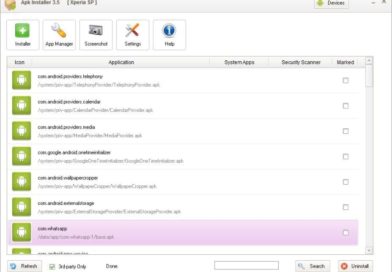 Apk Installer 3.5 [ Xperia SP ]
Devices
Installer
App Manager
Screenshot
Settings
Help
Icon Application System Apps Security Scanner Marked
com.android.providers.telephony
/system/priv-app/TelephonyProvider/TelephonyProvider.apk
com.android.providers.calendar
/system/priv-app/CalendarProvider/CalendarProvider.apk
com.android.providers.media
/system/priv-app/MediaProvider/MediaProvider.apk
com.google.android.onetimeinitializer
/system/priv-app/GoogleOneTimeInitializer/GoogleOneTimeInitializer.apk
com.android.wallpapercropper
/system/priv-app/WallpaperCropper/WallpaperCropper.apk
com.android.externalstorage
/system/priv-app/ExternalStorageProvider/ExternalStorageProvider.apk
com.whatsapp
/data/app/com.whatsapp-1/base.apk
Refresh 3rd-party Only Done. Search Uninstall